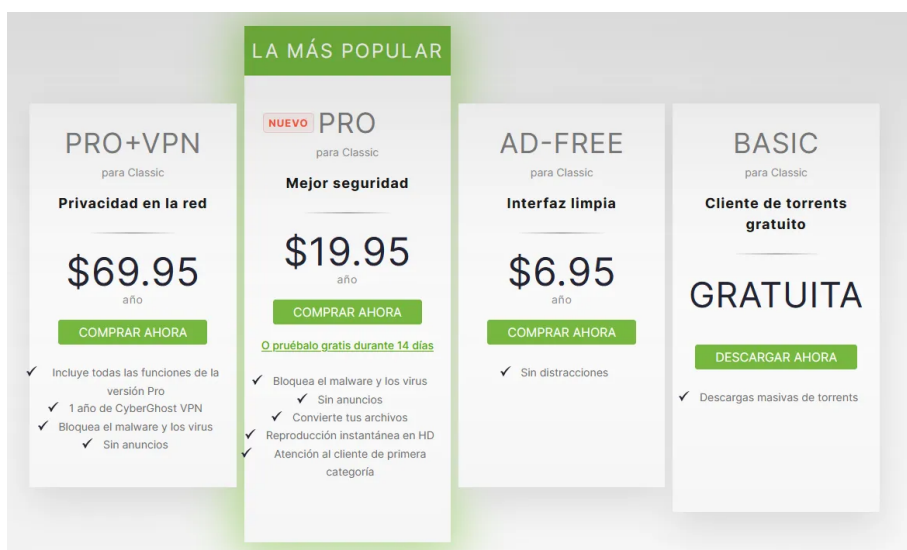 PRO+VPN
para Classic
Privacidad en la red
$69.95
año
COMPRAR AHORA
Incluye todas las funciones de la
versión Pro
1 año de CyberGhost VPN
Bloquea el malware y los virus
Sin anuncios
LA MÁS POPULAR
NUEVO PRO
para Classic
Mejor seguridad
$19.95
año
COMPRAR AHORA
O pruébalo gratis durante 14 días
Bloquea el malware y los virus
Sin anuncios
Convierte tus archivos
Reproducción instantánea en HD
Atención al cliente de primera
categoría
AD-FREE
para Classic
Interfaz limpia
$6.95
año
COMPRAR AHORA
Sin distracciones
BASIC
para Classic
Cliente de torrents
gratuito
GRATUITA
DESCARGAR AHORA
Descargas masivas de torrents